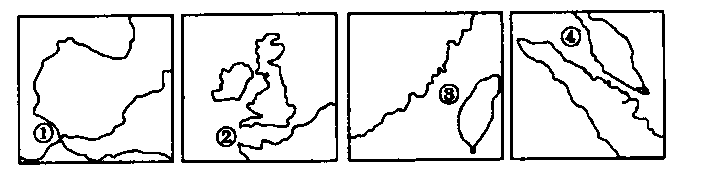 ① ② ③ ④